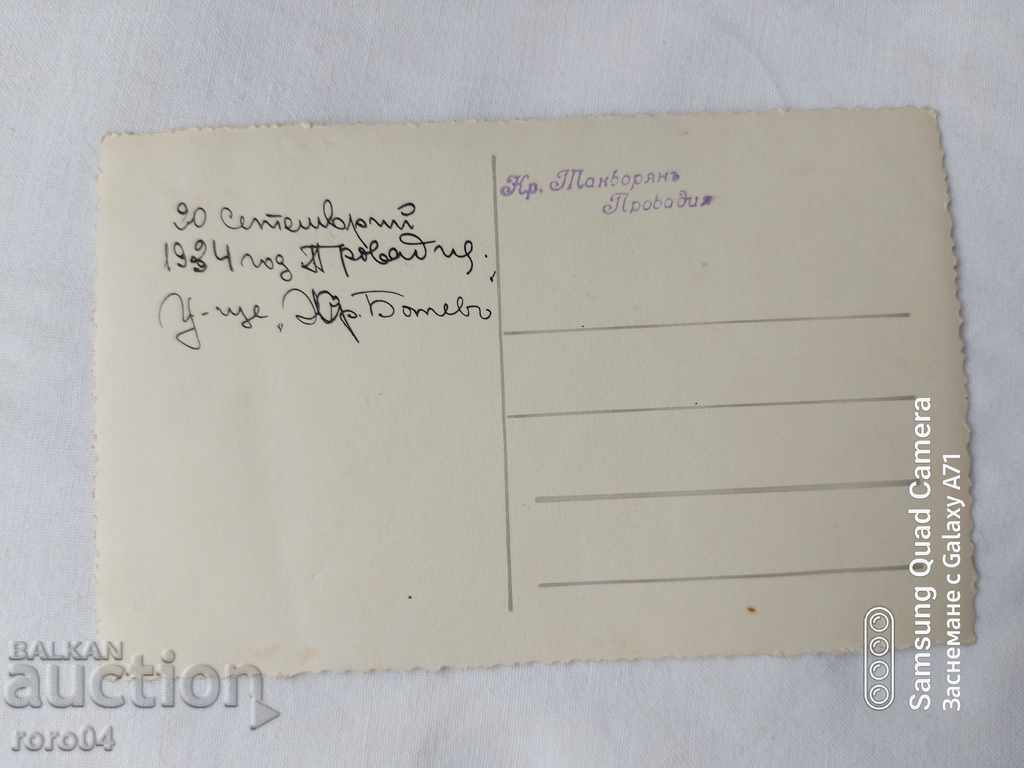 20 Септемврий
1934 год Провадия.
У-ще „Хр. Ботевъ"
Кр. Такворянъ
Провадия
BALKAN
auction
roro04
Samsung Quad Camera
Заснемане с Galaxy A71